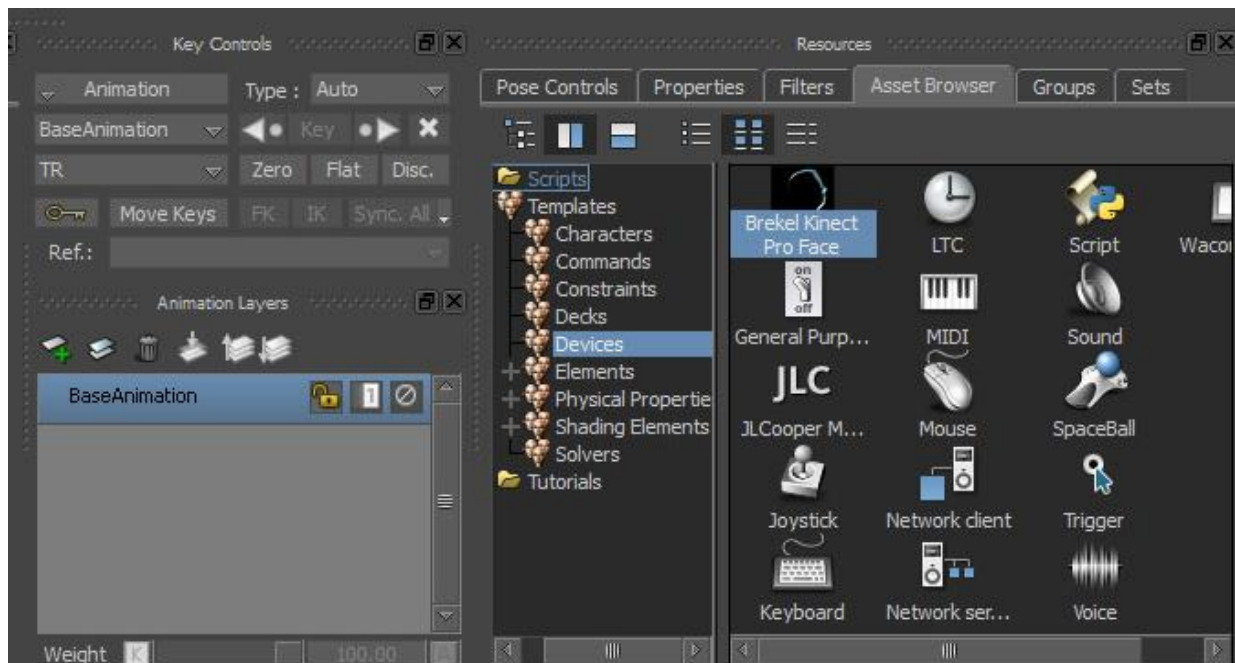 Key Controls
Animation
Type :
Auto
BaseAnimation
Key
TR
Zero
Flat
Disc.
Move Keys
FK
IK
Sync. All
Ref.:
Animation Layers
BaseAnimation
1
Weight
K
100.00
Resources
Pose Controls
Properties
Filters
Asset Browser
Groups
Sets
Scripts
Templates
Characters
Commands
Constraints
Decks
Devices
Elements
Physical Propertie
Shading Elements
Solvers
Tutorials
Brekel Kinect
Pro Face
LTC
Script
Wacom
on
off
General Purp...
MIDI
Sound
JLC
JLCooper M...
Mouse
SpaceBall
Joystick
Network client
Trigger
Keyboard
Network ser...
Voice